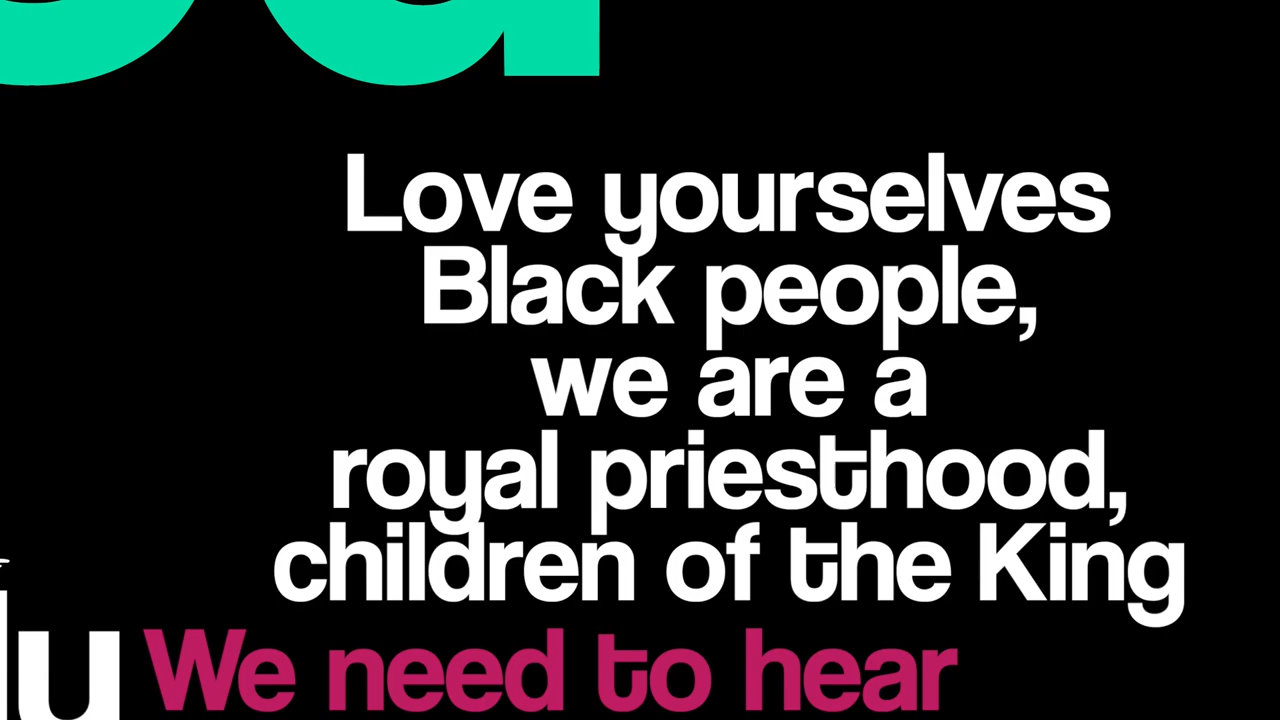 Love yourselves
Black people,
we are a
royal priesthood,
children of the King
We need to hear